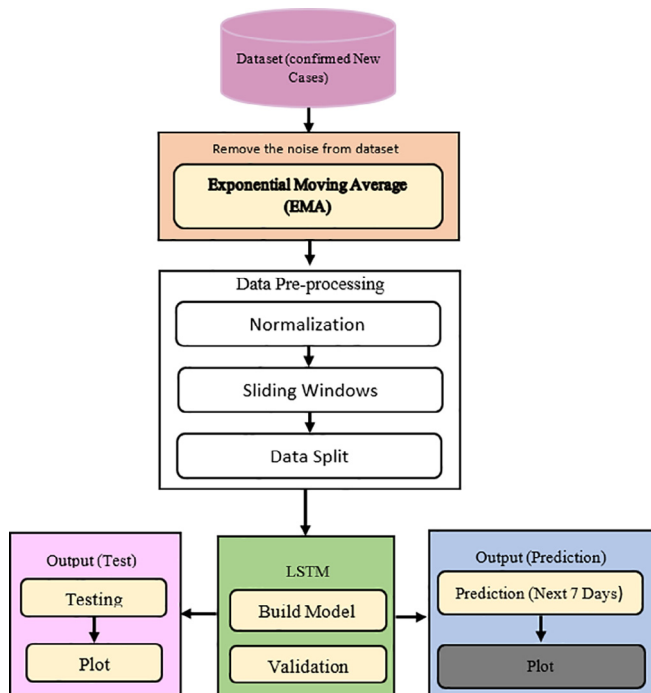 Dataset (confirmed New
Cases)
Remove the noise from dataset
Exponential Moving Average
(EMA)
Data Pre-processing
Normalization
Sliding Windows
Data Split
Output (Test)
Testing
Plot
LSTM
Build Model
Validation
Output (Prediction)
Prediction (Next 7 Days)
Plot